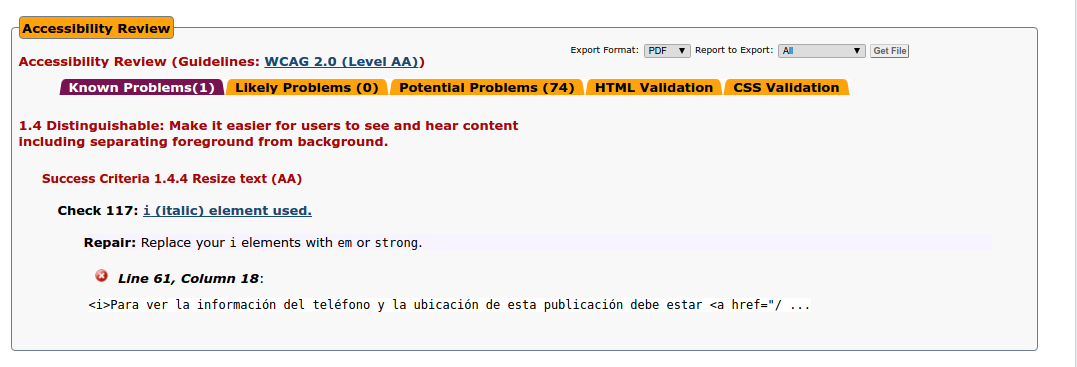 Accessibility Review
Export Format: PDF Report to Export: All Get File
Accessibility Review (Guidelines: WCAG 2.0 (Level AA))
Known Problems(1) Likely Problems (0) Potential Problems (74) HTML Validation CSS Validation
1.4 Distinguishable: Make it easier for users to see and hear content
including separating foreground from background.
Success Criteria 1.4.4 Resize text (AA)
Check 117: i (italic) element used.
Repair: Replace your i elements with em or strong.
Line 61, Column 18:
<i>Para ver la información del teléfono y la ubicación de esta publicación debe estar <a href="/ ...